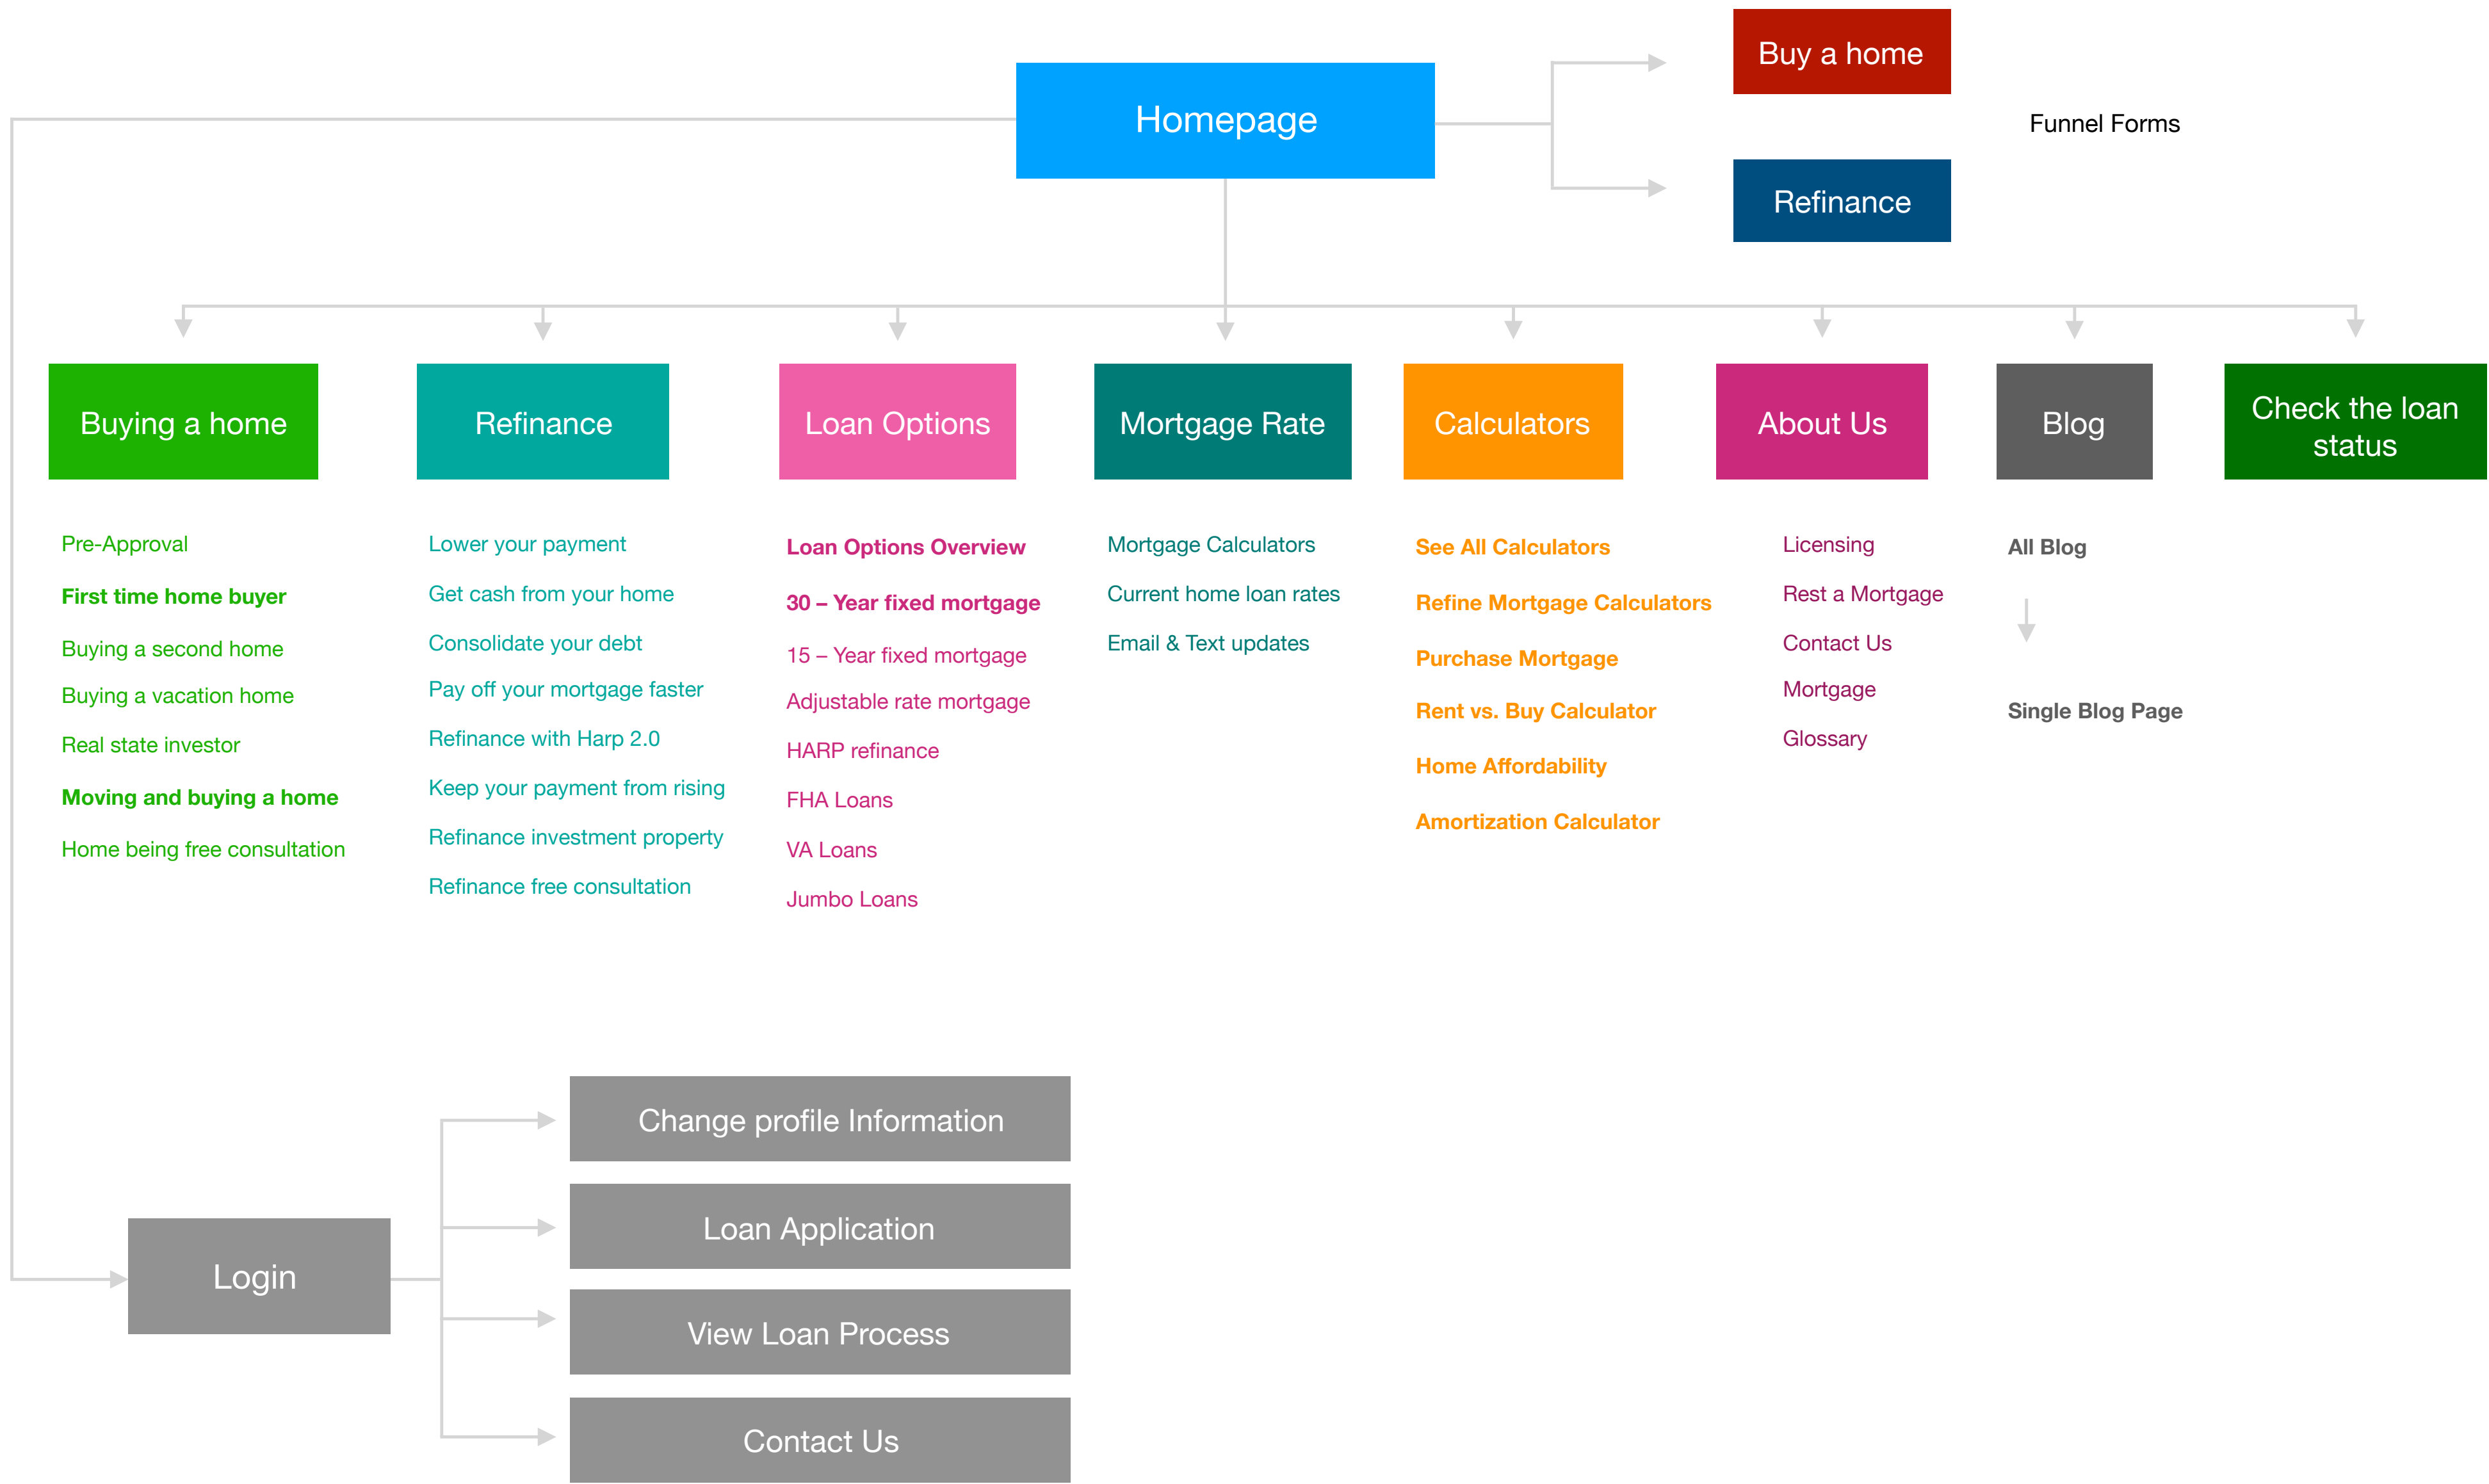 Homepage
Buy a home
Funnel Forms
Refinance
Buying a home
Refinance
Loan Options
Mortgage Rate
Calculators
About Us
Blog
Check the loan
status
Pre-Approval
First time home buyer
Buying a second home
Buying a vacation home
Real state investor
Moving and buying a home
Home being free consultation
Lower your payment
Get cash from your home
Consolidate your debt
Pay off your mortgage faster
Refinance with Harp 2.0
Keep your payment from rising
Refinance investment property
Refinance free consultation
Loan Options Overview
30 – Year fixed mortgage
15 – Year fixed mortgage
Adjustable rate mortgage
HARP refinance
FHA Loans
VA Loans
Jumbo Loans
Mortgage Calculators
Current home loan rates
Email & Text updates
See All Calculators
Refine Mortgage Calculators
Purchase Mortgage
Rent vs. Buy Calculator
Home Affordability
Amortization Calculator
Licensing
Rest a Mortgage
Contact Us
Mortgage
Glossary
All Blog
Single Blog Page
Login
Change profile Information
Loan Application
View Loan Process
Contact Us